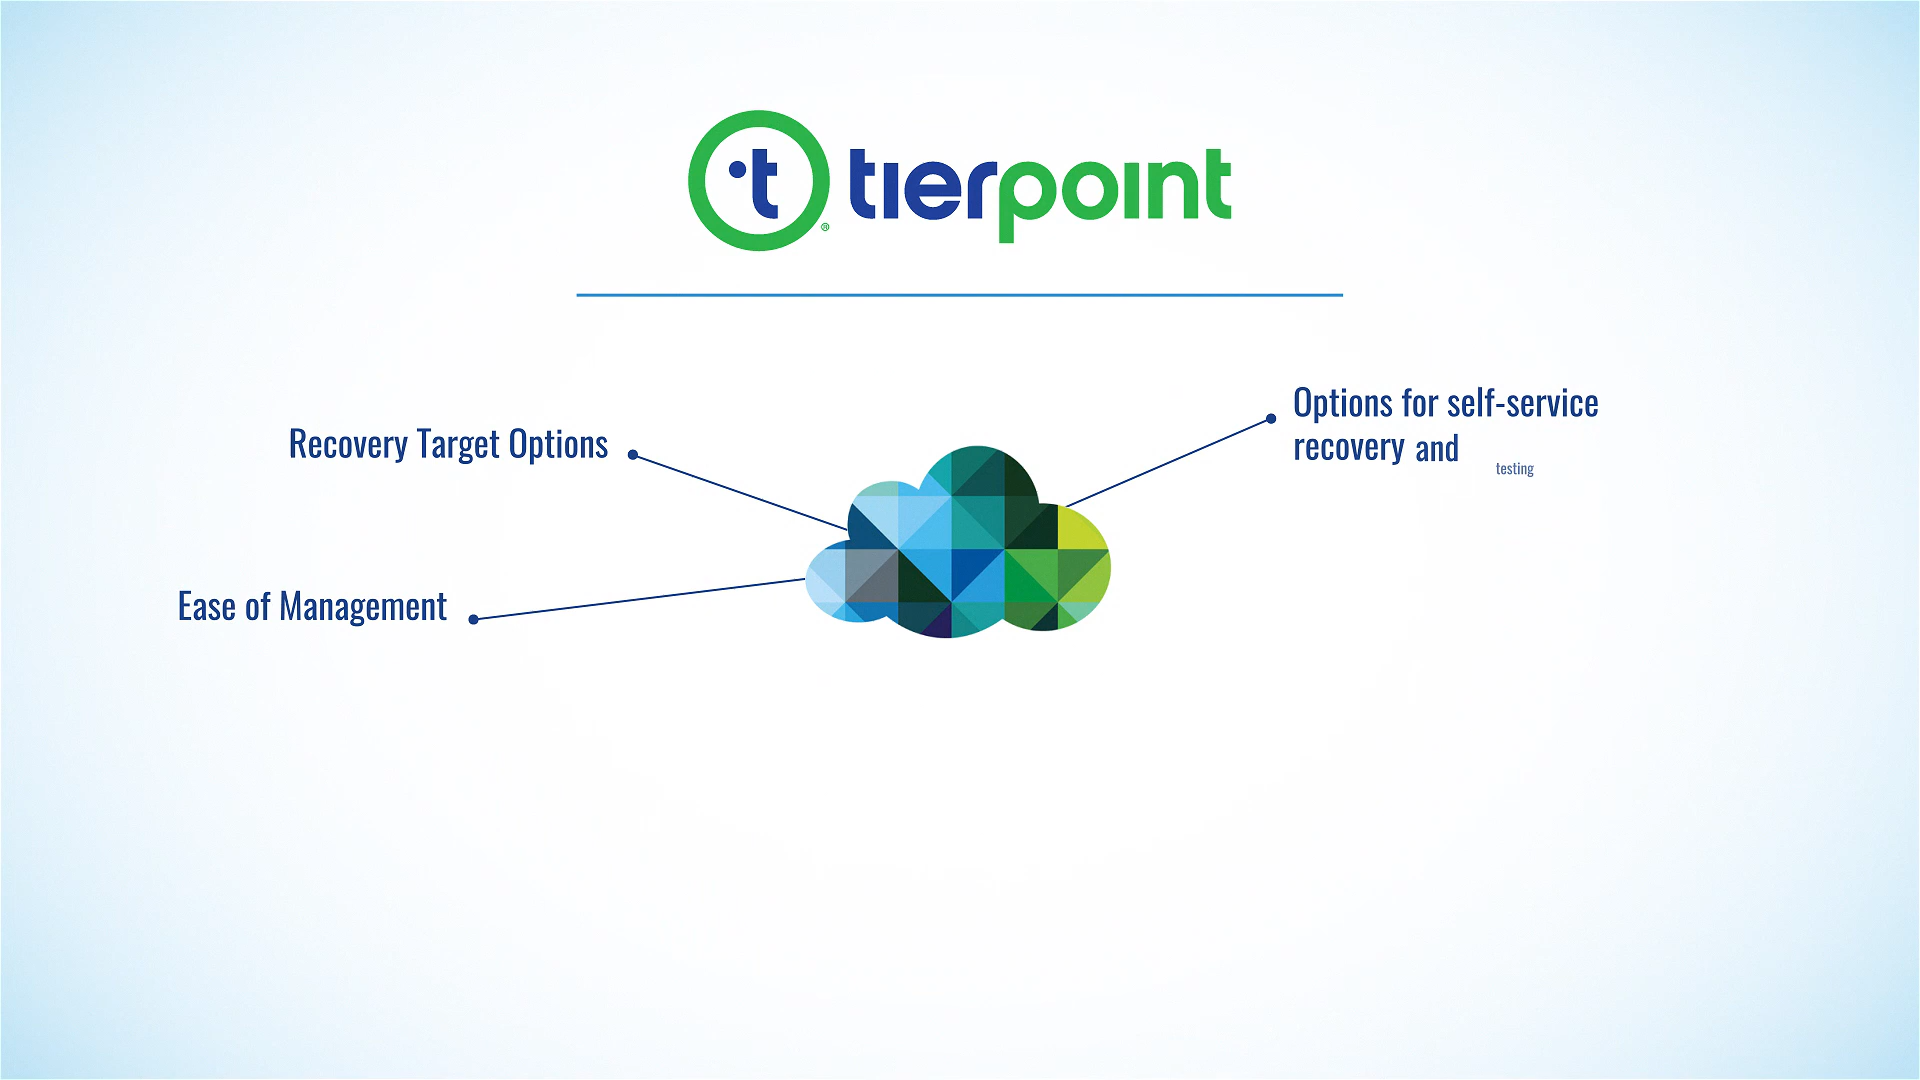 t tierpoint
®
Recovery Target Options
Options for self-service
recovery and
testing
Ease of Management